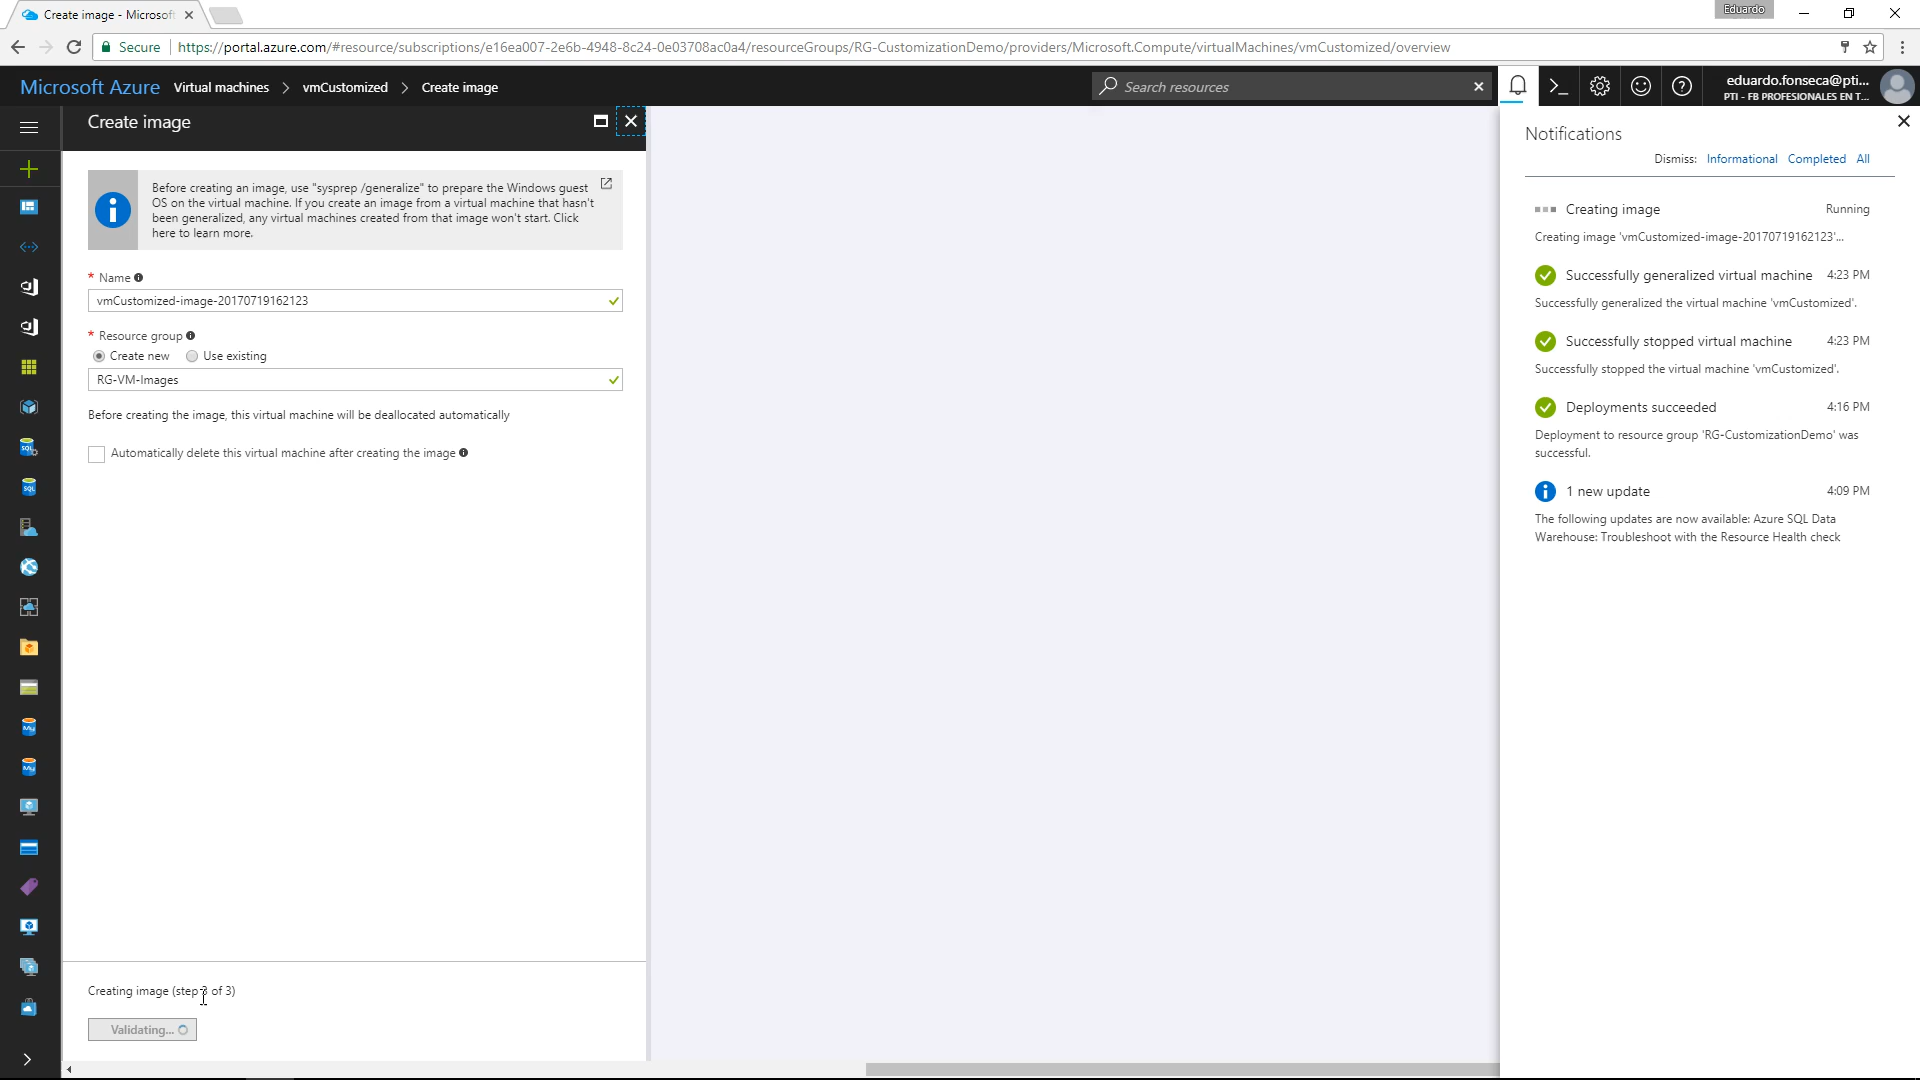 Create image - Microsoft
Eduardo
Secure
https://portal.azure.com/#resource/subscriptions/e16ea007-2e6b-4948-8c24-0e03708ac0a4/resourceGroups/RG-CustomizationDemo/providers/Microsoft.Compute/virtualMachines/vmCustomized/overview
Microsoft Azure Virtual machines > vmCustomized > Create image
Search resources
eduardo.fonseca@pti...
PTI - FB PROFESIONALES EN T...
Create image
Before creating an image, use "sysprep /generalize" to prepare the Windows guest
OS on the virtual machine. If you create an image from a virtual machine that hasn't
been generalized, any virtual machines created from that image won't start. Click
here to learn more.
* Name
vmCustomized-image-20170719162123
* Resource group
Create new Use existing
RG-VM-Images
Before creating the image, this virtual machine will be deallocated automatically
Automatically delete this virtual machine after creating the image
Creating image (step 3 of 3)
Validating...
Notifications
Dismiss: Informational Completed All
Creating image Running
Creating image 'vmCustomized-image-20170719162123'...
Successfully generalized virtual machine 4:23 PM
Successfully generalized the virtual machine 'vmCustomized'.
Successfully stopped virtual machine 4:23 PM
Successfully stopped the virtual machine 'vmCustomized'.
Deployments succeeded 4:16 PM
Deployment to resource group 'RG-CustomizationDemo' was
successful.
1 new update 4:09 PM
The following updates are now available: Azure SQL Data
Warehouse: Troubleshoot with the Resource Health check